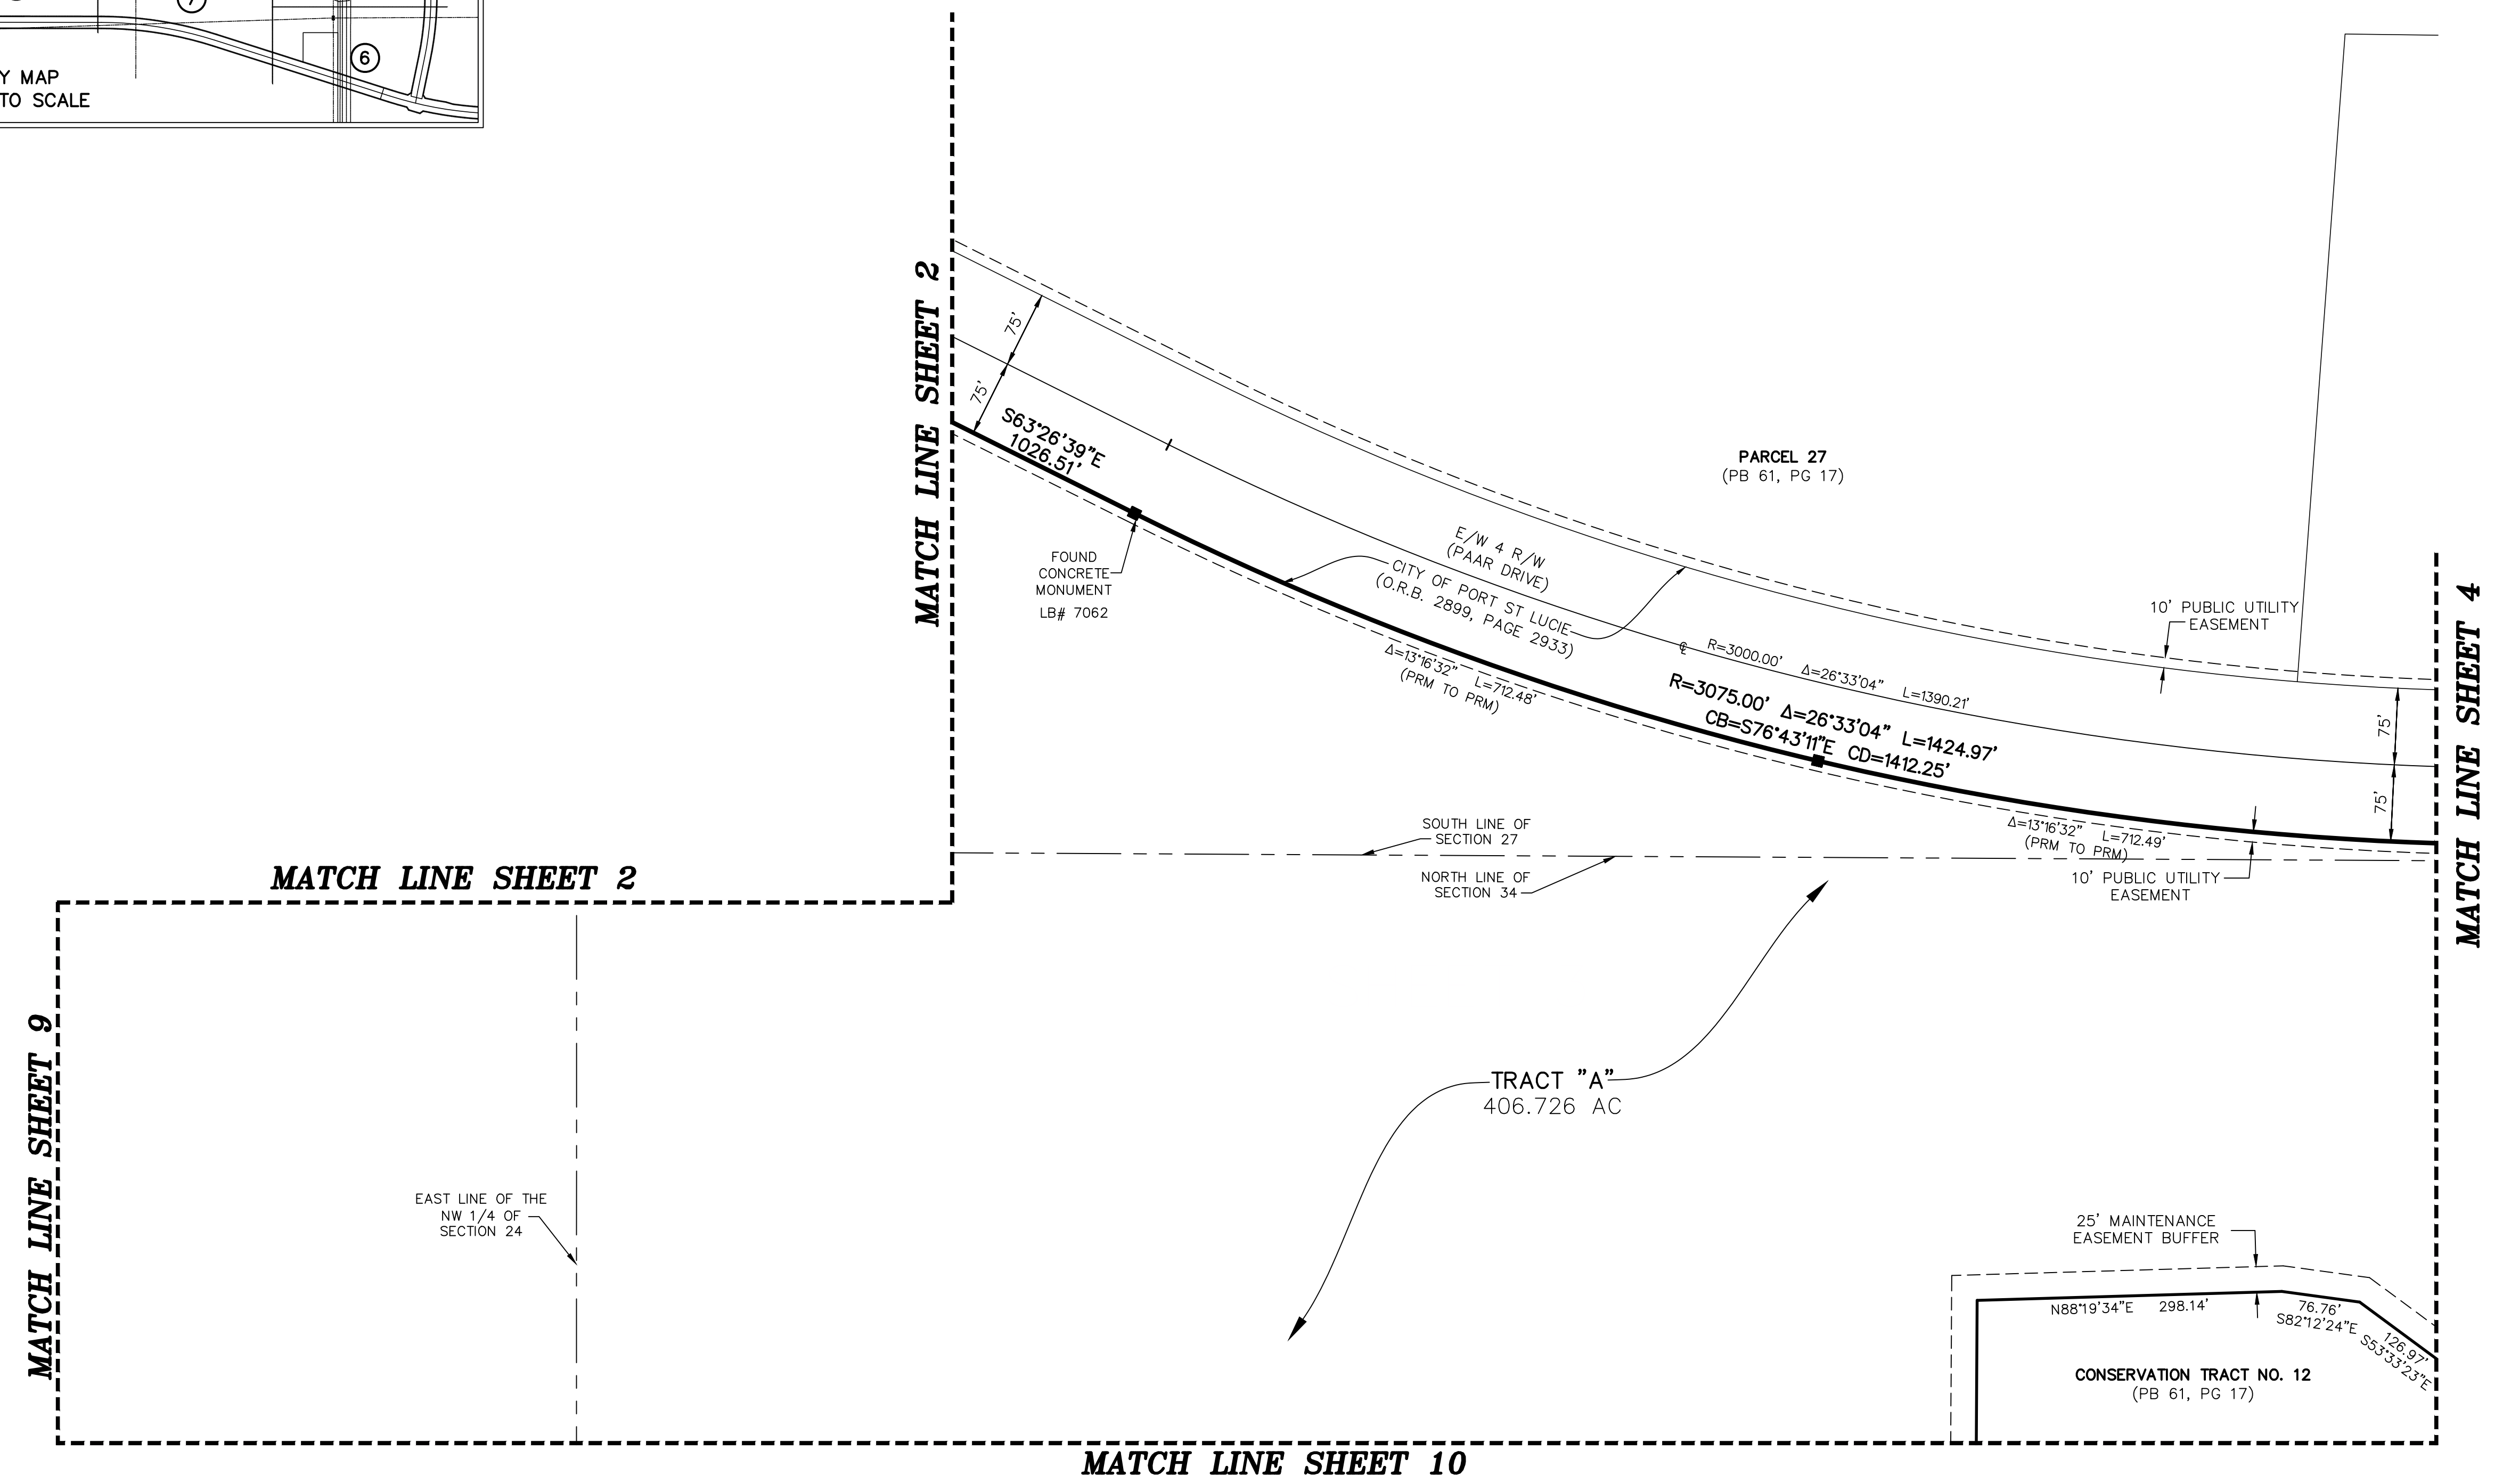 7
6
Y MAP
TO SCALE
MATCH LINE SHEET 2
75'
75'
S63°26'39"E
1026.51'
FOUND
CONCRETE
MONUMENT
LB# 7062
PARCEL 27
(PB 61, PG 17)
E/W 4 R/W
(PAAR DRIVE)
CITY OF PORT ST LUCIE
(O.R.B. 2899, PAGE 2933)
Δ=13°16'32" L=712.48'
(PRM TO PRM)
℄ R=3000.00' Δ=26°33'04" L=1390.21'
R=3075.00' Δ=26°33'04" L=1424.97'
CB=S76°43'11"E CD=1412.25'
10' PUBLIC UTILITY
EASEMENT
75'
75'
MATCH LINE SHEET 4
Δ=13°16'32" L=712.49'
(PRM TO PRM)
10' PUBLIC UTILITY
EASEMENT
SOUTH LINE OF
SECTION 27
NORTH LINE OF
SECTION 34
MATCH LINE SHEET 2
MATCH LINE SHEET 9
EAST LINE OF THE
NW 1/4 OF
SECTION 24
TRACT "A"
406.726 AC
25' MAINTENANCE
EASEMENT BUFFER
N88°19'34"E 298.14'
76.76'
S82°12'24"E
126.97'
S53°33'23"E
CONSERVATION TRACT NO. 12
(PB 61, PG 17)
MATCH LINE SHEET 10